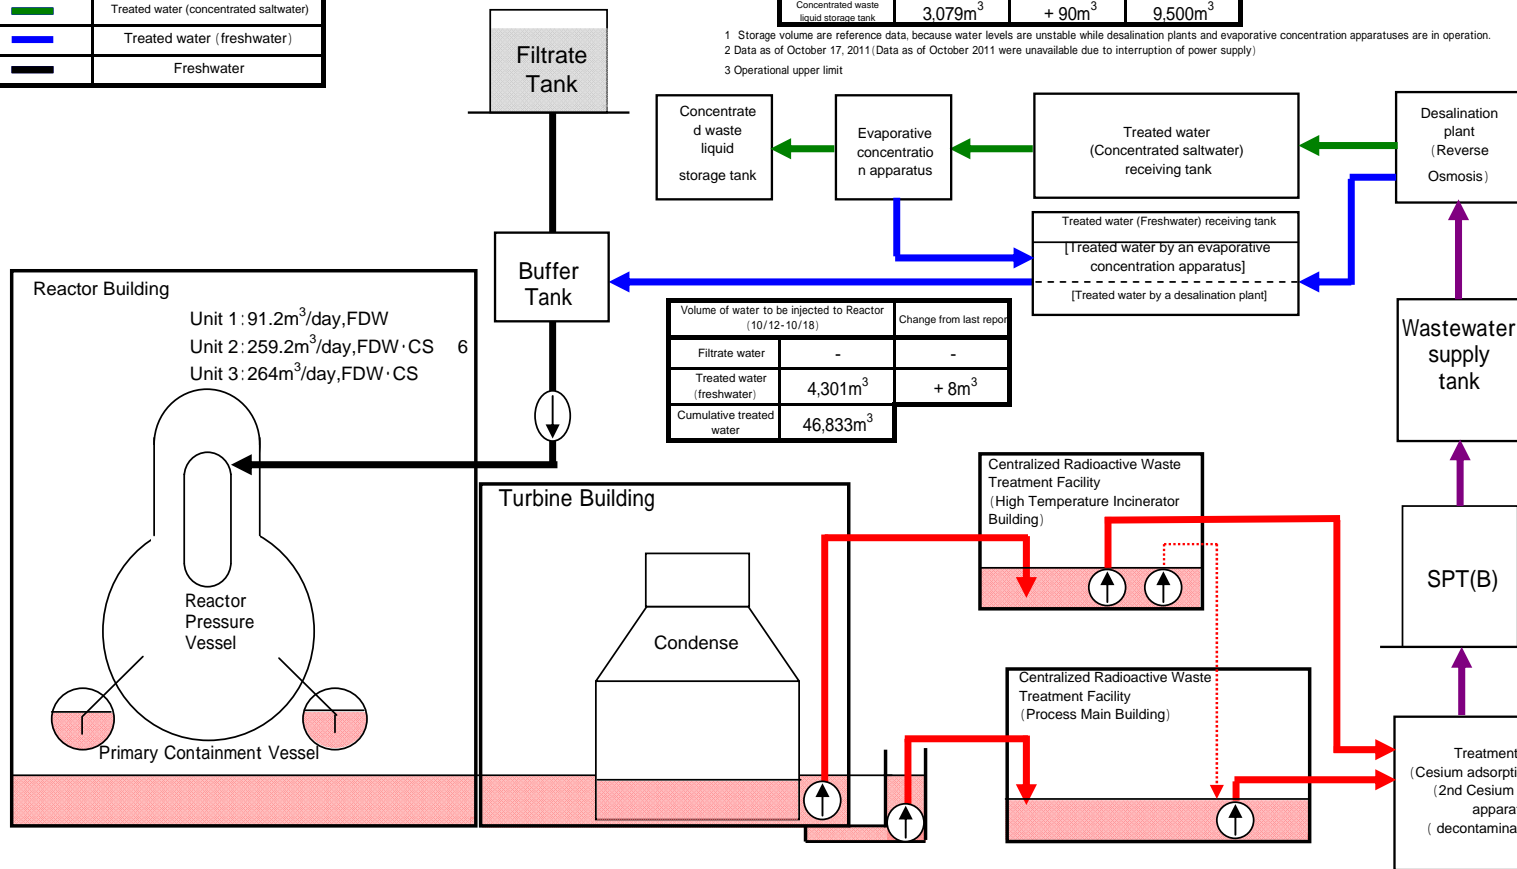 Treated water (concentrated saltwater)
Treated water (freshwater)
Freshwater
Concentrated waste
liquid storage tank
3,079m3
+ 90m3
9,500m3
1 Storage volume are reference data, because water levels are unstable while desalination plants and evaporative concentration apparatuses are in operation.
2 Data as of October 17, 2011(Data as of October 2011 were unavailable due to interruption of power supply)
3 Operational upper limit
Filtrate
Tank
Concentrate
d waste
liquid
storage tank
Evaporative
concentratio
n apparatus
Treated water
(Concentrated saltwater)
receiving tank
Desalination
plant
(Reverse
Osmosis)
Treated water (Freshwater) receiving tank
[Treated water by an evaporative
concentration apparatus]
[Treated water by a desalination plant]
Buffer
Tank
Reactor Building
Unit 1:91.2m3/day,FDW
Unit 2:259.2m3/day,FDW・CS 6
Unit 3:264m3/day,FDW・CS
Volume of water to be injected to Reactor
(10/12-10/18)
Change from last repor
Filtrate water
-
-
Treated water
(freshwater)
4,301m3
+ 8m3
Cumulative treated
water
46,833m3
Wastewater
supply
tank
Centralized Radioactive Waste
Treatment Facility
(High Temperature Incinerator
Building)
Turbine Building
SPT(B)
Reactor
Pressure
Vessel
Condense
Centralized Radioactive Waste
Treatment Facility
(Process Main Building)
Primary Containment Vessel
Treatment
(Cesium adsorpti
(2nd Cesium
appara
( decontamina